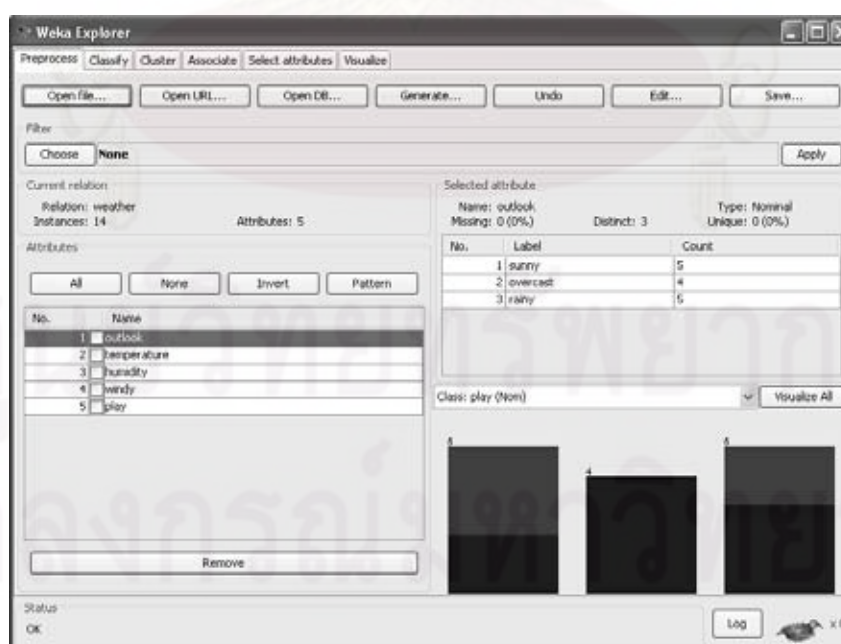 Weka Explorer
Preprocess Classify Cluster Associate Select attributes Visualize
Open file... Open URL... Open DB... Generate... Undo Edit... Save...
Filter
Choose None Apply
Current relation
Relation: weather
Instances: 14 Attributes: 5
Attributes
All None Invert Pattern
No. Name
1 outlook
2 temperature
3 humidity
4 windy
5 play
Remove
Selected attribute
Name: outlook Type: Nominal
Missing: 0 (0%) Distinct: 3 Unique: 0 (0%)
No. Label Count
1 sunny 5
2 overcast 4
3 rainy 5
Class: play (Nom) Visualize All
5 4 5
Status
OK
Log